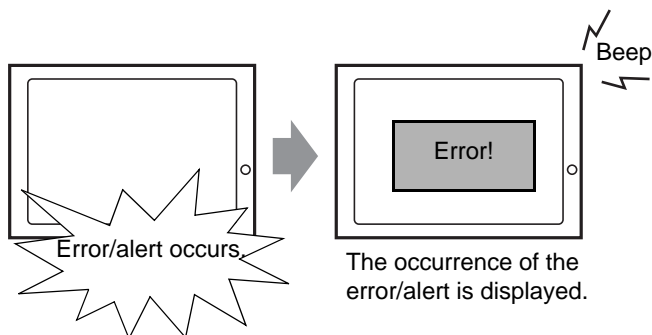 Error/alert occurs.
Error!
Beep
The occurrence of the
error/alert is displayed.